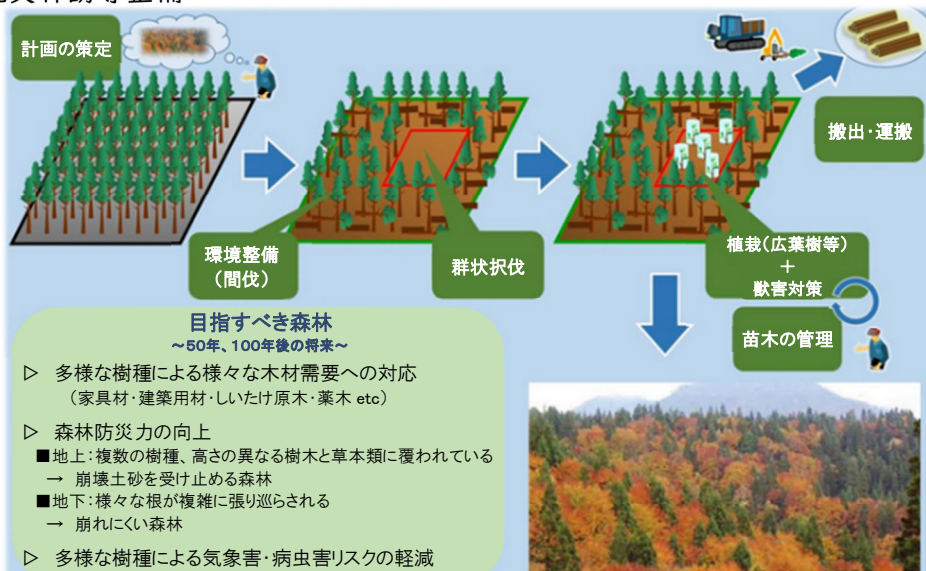 計画の策定
搬出・運搬
環境整備
（間伐）
群状択伐
植栽（広葉樹等）
＋
獣害対策
苗木の管理
目指すべき森林
～50年、100年後の将来～
▷ 多様な樹種による様々な木材需要への対応
（家具材・建築用材・しいたけ原木・薬木 etc）
▷ 森林防災力の向上
■地上：複数の樹種、高さの異なる樹木と草本類に覆われている
→ 崩壊土砂を受け止める森林
■地下：様々な根が複雑に張り巡らされる
→ 崩れにくい森林
▷ 多様な樹種による気象害・病虫害リスクの軽減